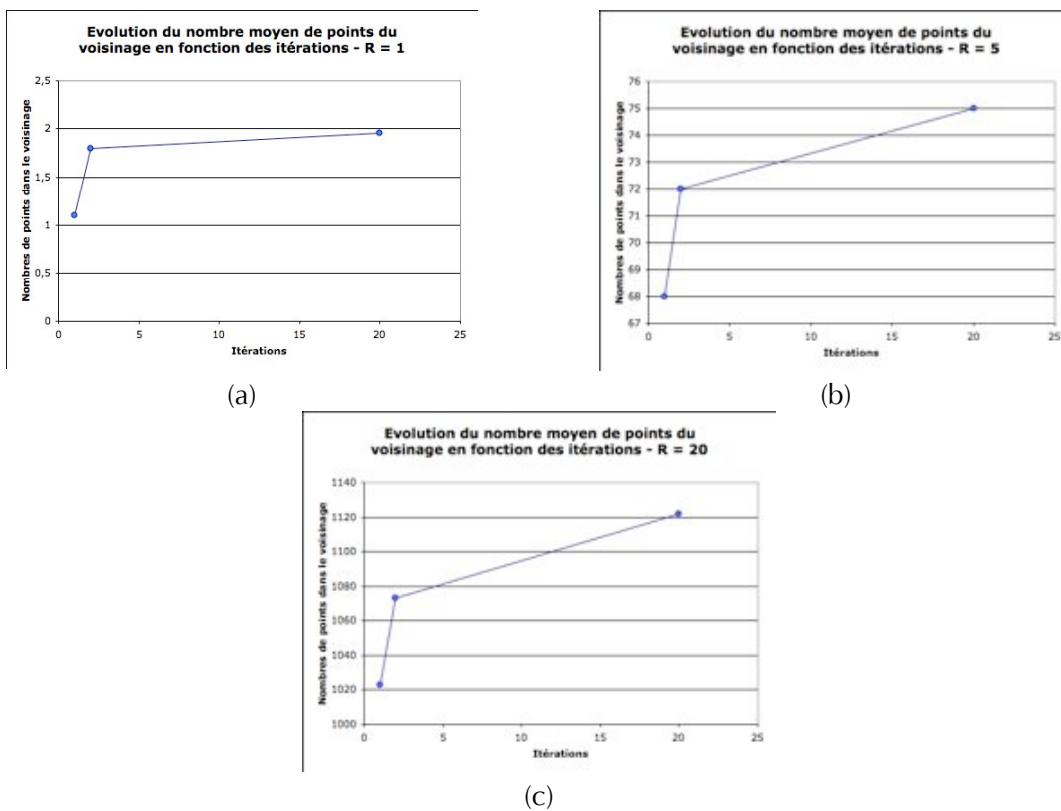 Evolution du nombre moyen de points du
voisinage en fonction des itérations - R = 1
Nombres de points dans le voisinage
2,5
2
1,5
1
0,5
0
0
5
10
15
20
25
Itérations
(a)
Evolution du nombre moyen de points du
voisinage en fonction des itérations - R = 5
Nombres de points dans le voisinage
76
75
74
73
72
71
70
69
68
67
0
5
10
15
20
25
Itérations
(b)
Evolution du nombre moyen de points du
voisinage en fonction des itérations - R = 20
Nombres de points dans le voisinage
1140
1120
1100
1080
1060
1040
1020
1000
0
5
10
15
20
25
Itérations
(c)